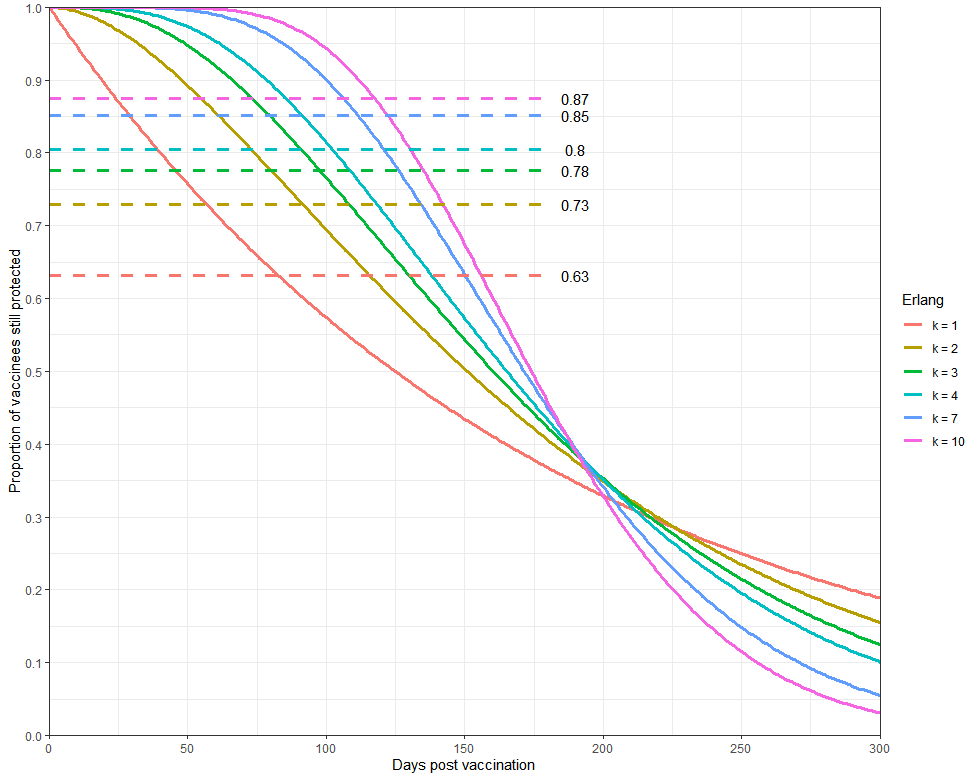 1.0
0.9
0.8
0.7
0.6
0.5
0.4
0.3
0.2
0.1
0.0
Proportion of vaccinees still protected
0.87
0.85
0.8
0.78
0.73
0.63
0
50
100
150
200
250
300
Days post vaccination
Erlang
k = 1
k = 2
k = 3
k = 4
k = 7
k = 10